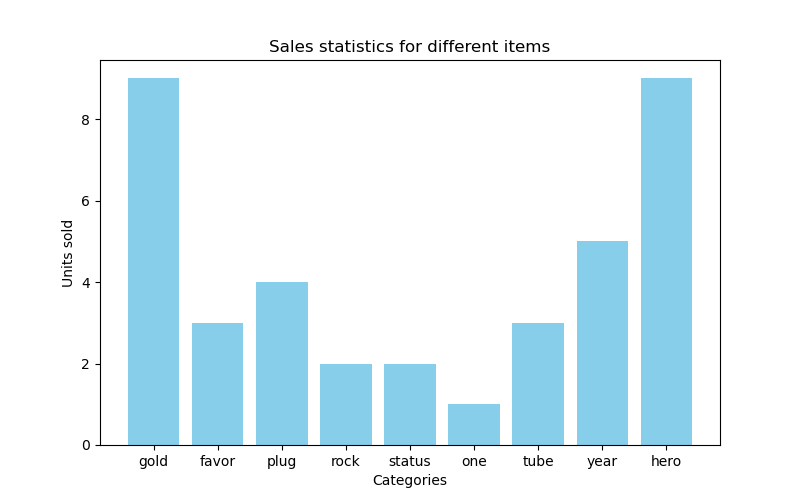 Sales statistics for different items
Units sold
8
6
4
2
0
gold favor plug rock status one tube year hero
Categories